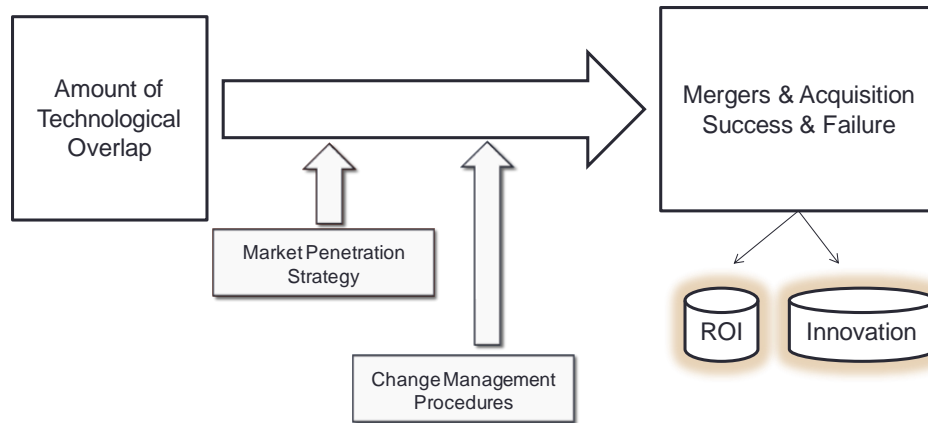 Amount of
Technological
Overlap
Mergers & Acquisition
Success & Failure
Market Penetration
Strategy
ROI
Innovation
Change Management
Procedures